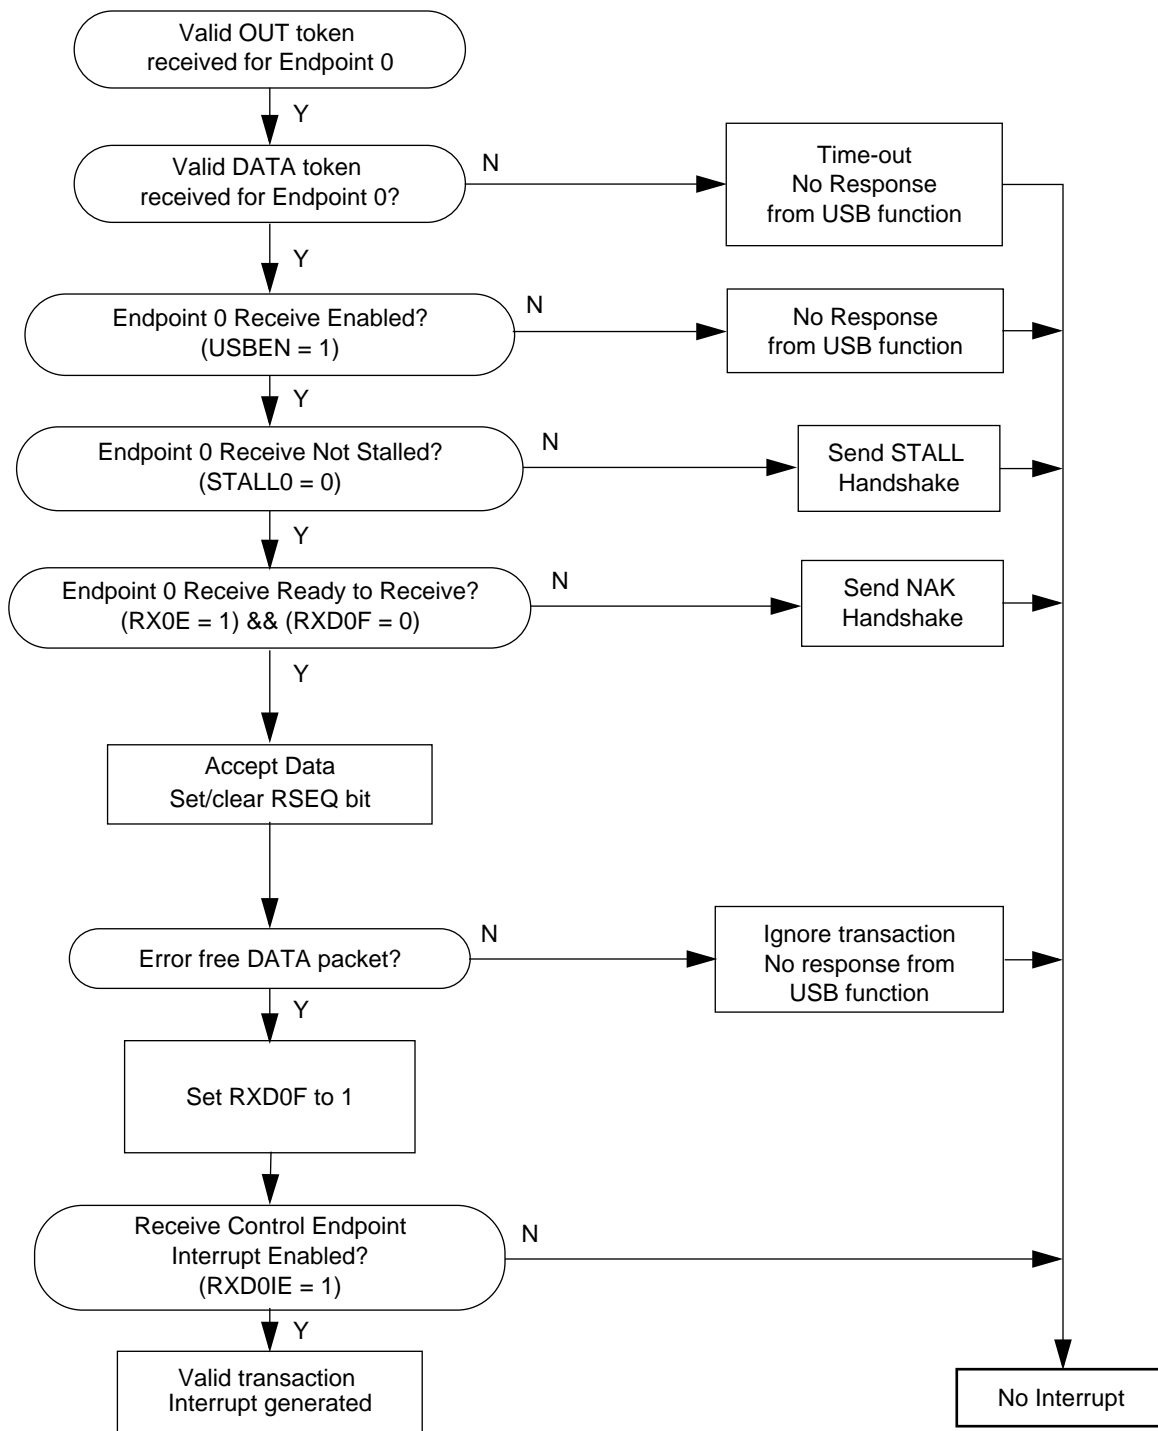 Valid OUT token
received for Endpoint 0
Y
Valid DATA token
received for Endpoint 0?
N
Time-out
No Response
from USB function
Y
Endpoint 0 Receive Enabled?
(USBEN = 1)
N
No Response
from USB function
Y
Endpoint 0 Receive Not Stalled?
(STALL0 = 0)
N
Send STALL
Handshake
Y
Endpoint 0 Receive Ready to Receive?
(RX0E = 1) && (RXD0F = 0)
N
Send NAK
Handshake
Y
Accept Data
Set/clear RSEQ bit
Error free DATA packet?
N
Ignore transaction
No response from
USB function
Y
Set RXD0F to 1
Receive Control Endpoint
Interrupt Enabled?
(RXD0IE = 1)
N
Y
Valid transaction
Interrupt generated
No Interrupt